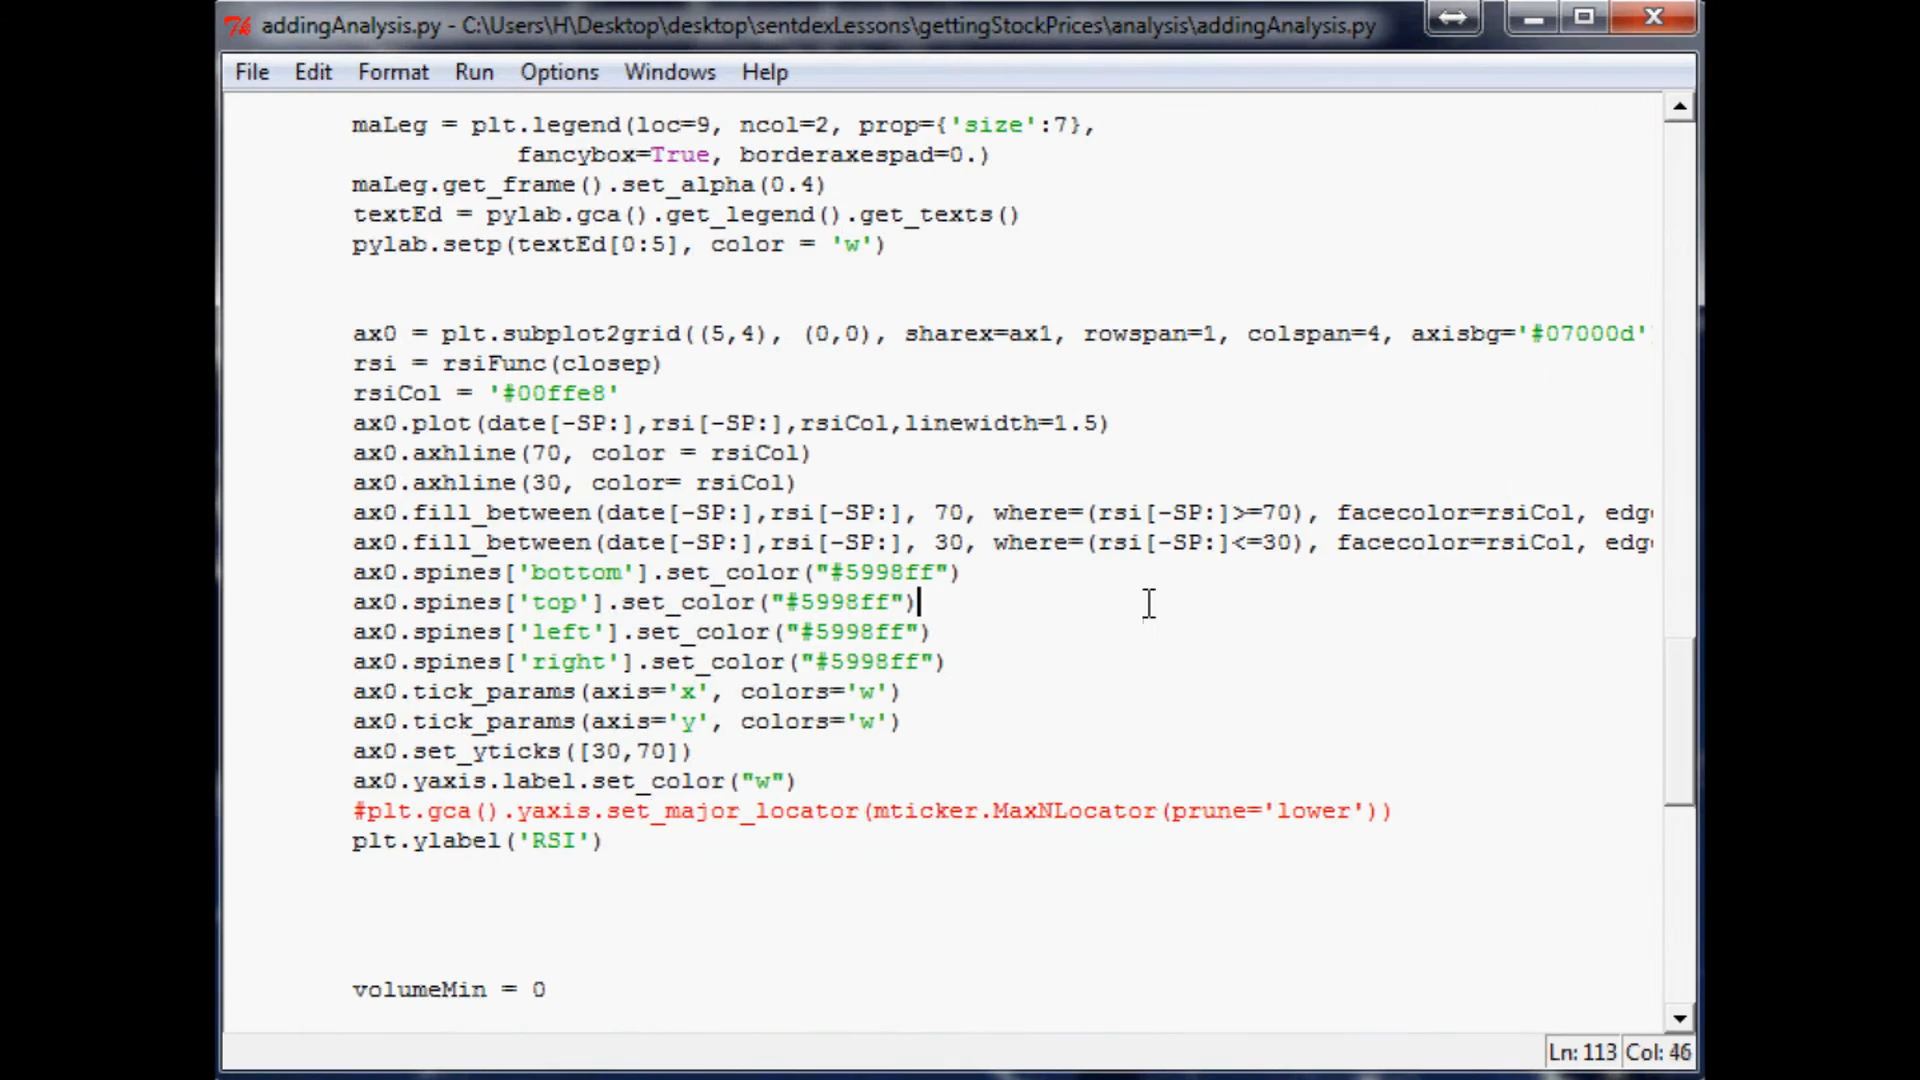 addingAnalysis.py - C:\Users\H\Desktop\desktop\sentdexLessons\gettingStockPrices\analysis\addingAnalysis.py
File Edit Format Run Options Windows Help
maLeg = plt.legend(loc=9, ncol=2, prop={'size':7},
fancybox=True, borderaxespad=0.)
maLeg.get_frame().set_alpha(0.4)
textEd = pylab.gca().get_legend().get_texts()
pylab.setp(textEd[0:5], color = 'w')
ax0 = plt.subplot2grid((5,4), (0,0), sharex=ax1, rowspan=1, colspan=4, axisbg='#07000d'
rsi = rsiFunc(closep)
rsiCol = '#00ffe8'
ax0.plot(date[-SP:],rsi[-SP:],rsiCol,linewidth=1.5)
ax0.axhline(70, color = rsiCol)
ax0.axhline(30, color= rsiCol)
ax0.fill_between(date[-SP:],rsi[-SP:], 70, where=(rsi[-SP:]>=70), facecolor=rsiCol,
ax0.fill_between(date[-SP:],rsi[-SP:], 30, where=(rsi[-SP:]<=30), facecolor=rsiCol,
ax0.spines['bottom'].set_color("#5998ff")
ax0.spines['top'].set_color("#5998ff")
ax0.spines['left'].set_color("#5998ff")
ax0.spines['right'].set_color("#5998ff")
ax0.tick_params(axis='x', colors='w')
ax0.tick_params(axis='y', colors='w')
ax0.set_yticks([30,70])
ax0.yaxis.label.set_color("w")
#plt.gca().yaxis.set_major_locator(mticker.MaxNLocator(prune='lower'))
plt.ylabel('RSI')
volumeMin = 0
Ln: 113 Col: 46